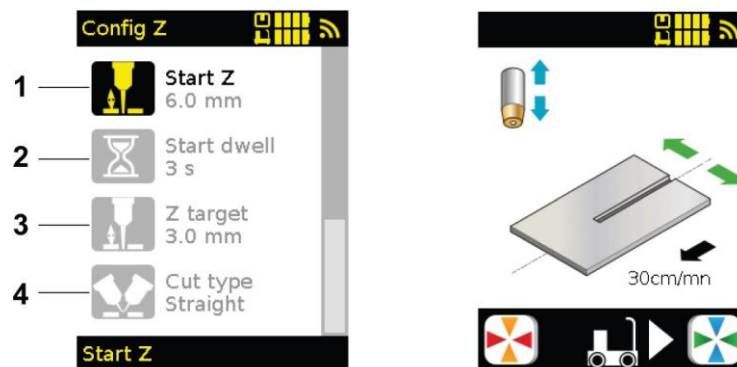 Config Z
1
Start Z
6.0 mm
2
Start dwell
3 s
3
Z target
3.0 mm
4
Cut type
Straight
Start Z
30cm/mn